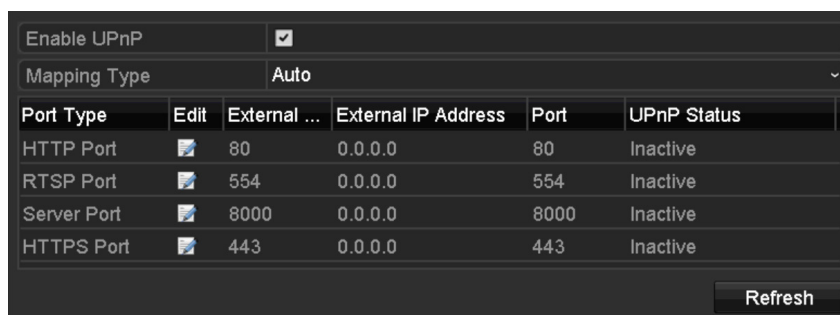 Enable UPnP
Mapping Type Auto
Port Type Edit External ... External IP Address Port UPnP Status
HTTP Port 80 0.0.0.0 80 Inactive
RTSP Port 554 0.0.0.0 554 Inactive
Server Port 8000 0.0.0.0 8000 Inactive
HTTPS Port 443 0.0.0.0 443 Inactive
Refresh